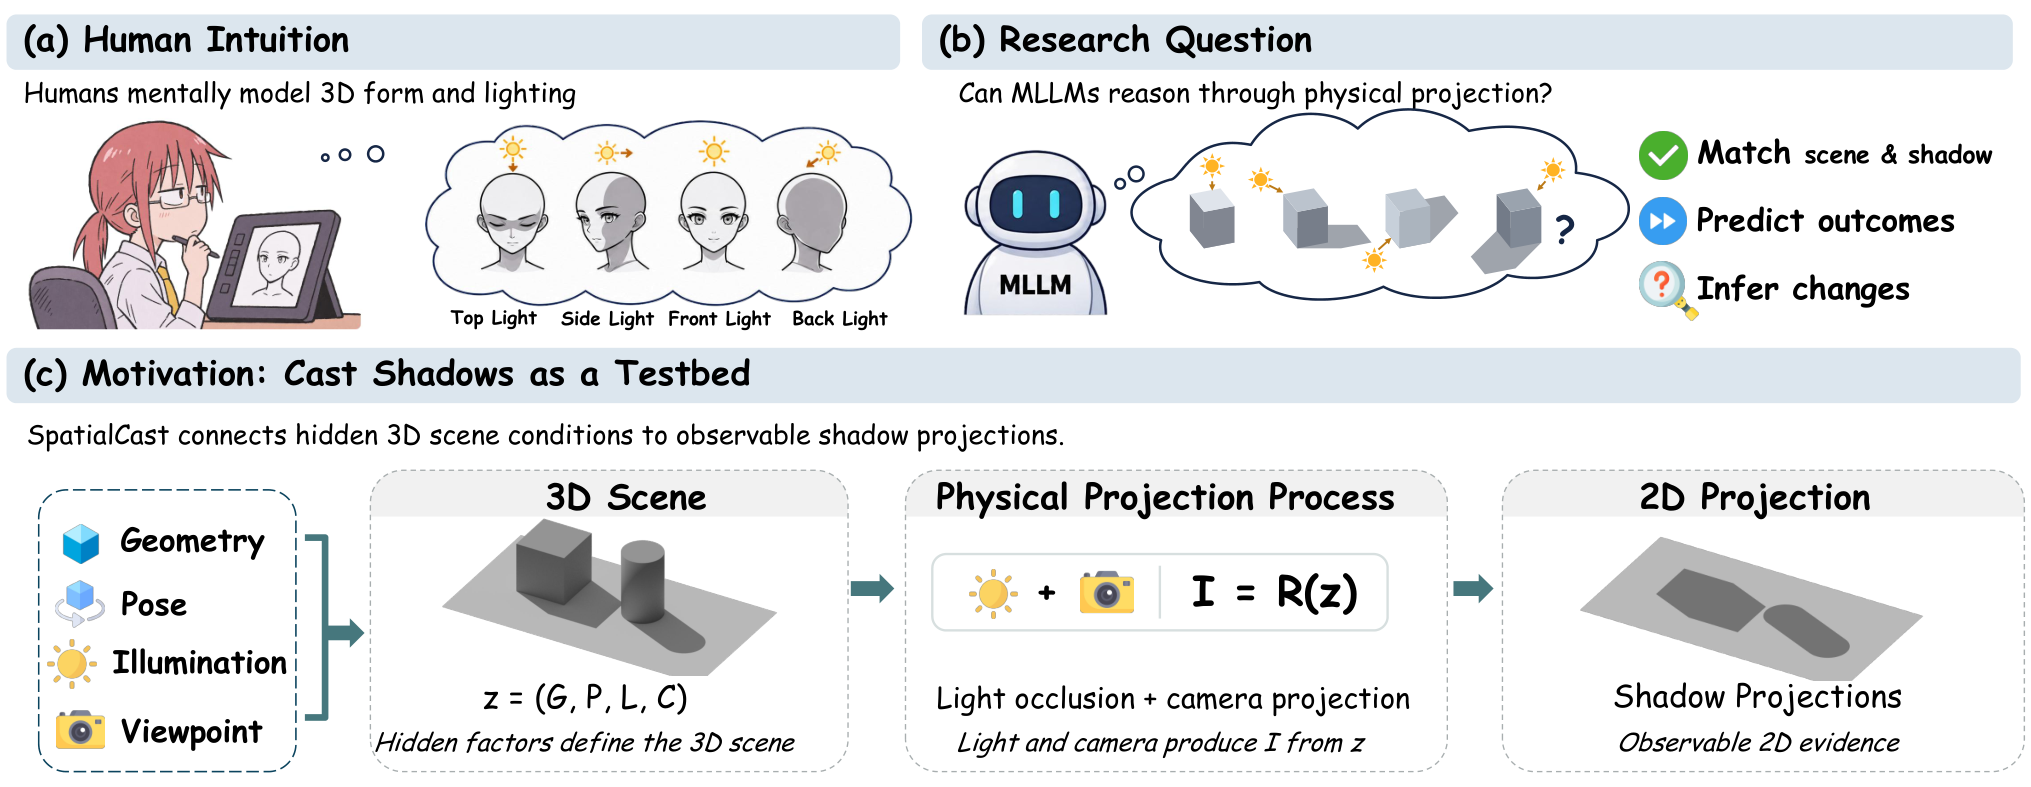 (a) Human Intuition
Humans mentally model 3D form and lighting
Top Light
Side Light
Front Light
Back Light
(b) Research Question
Can MLLMs reason through physical projection?
MLLM
?
Match scene & shadow
Predict outcomes
?
Infer changes
(c) Motivation: Cast Shadows as a Testbed
SpatialCast connects hidden 3D scene conditions to observable shadow projections.
Geometry
Pose
Illumination
Viewpoint
3D Scene
z = (G, P, L, C)
Hidden factors define the 3D scene
Physical Projection Process
+
I = R(z)
Light occlusion + camera projection
Light and camera produce I from z
2D Projection
Shadow Projections
Observable 2D evidence